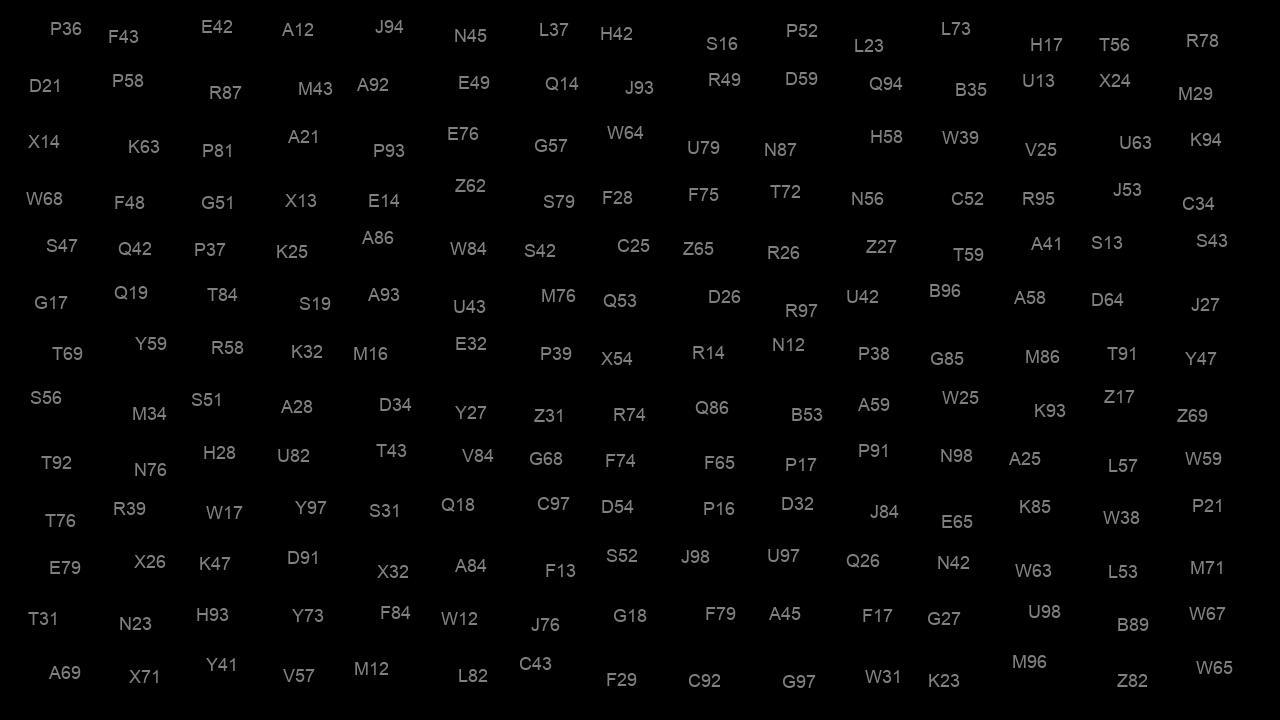 P36 F43 E42 A12 J94 N45 L37 H42 S16 P52 L23 L73 H17 T56 R78
D21 P58 R87 M43 A92 E49 Q14 J93 R49 D59 Q94 B35 U13 X24 M29
X14 K63 P81 A21 P93 E76 G57 W64 U79 N87 H58 W39 V25 U63 K94
W68 F48 G51 X13 E14 Z62 S79 F28 F75 T72 N56 C52 R95 J53 C34
S47 Q42 P37 K25 A86 W84 S42 C25 Z65 R26 Z27 T59 A41 S13 S43
G17 Q19 T84 S19 A93 U43 M76 Q53 D26 R97 U42 B96 A58 D64 J27
T69 Y59 R58 K32 M16 E32 P39 X54 R14 N12 P38 G85 M86 T91 Y47
S56 M34 S51 A28 D34 Y27 Z31 R74 Q86 B53 A59 W25 K93 Z17 Z69
T92 N76 H28 U82 T43 V84 G68 F74 F65 P17 P91 N98 A25 L57 W59
T76 R39 W17 Y97 S31 Q18 C97 D54 P16 D32 J84 E65 K85 W38 P21
E79 X26 K47 D91 X32 A84 F13 S52 J98 U97 Q26 N42 W63 L53 M71
T31 N23 H93 Y73 F84 W12 J76 G18 F79 A45 F17 G27 U98 B89 W67
A69 X71 Y41 V57 M12 L82 C43 F29 C92 G97 W31 K23 M96 Z82 W65